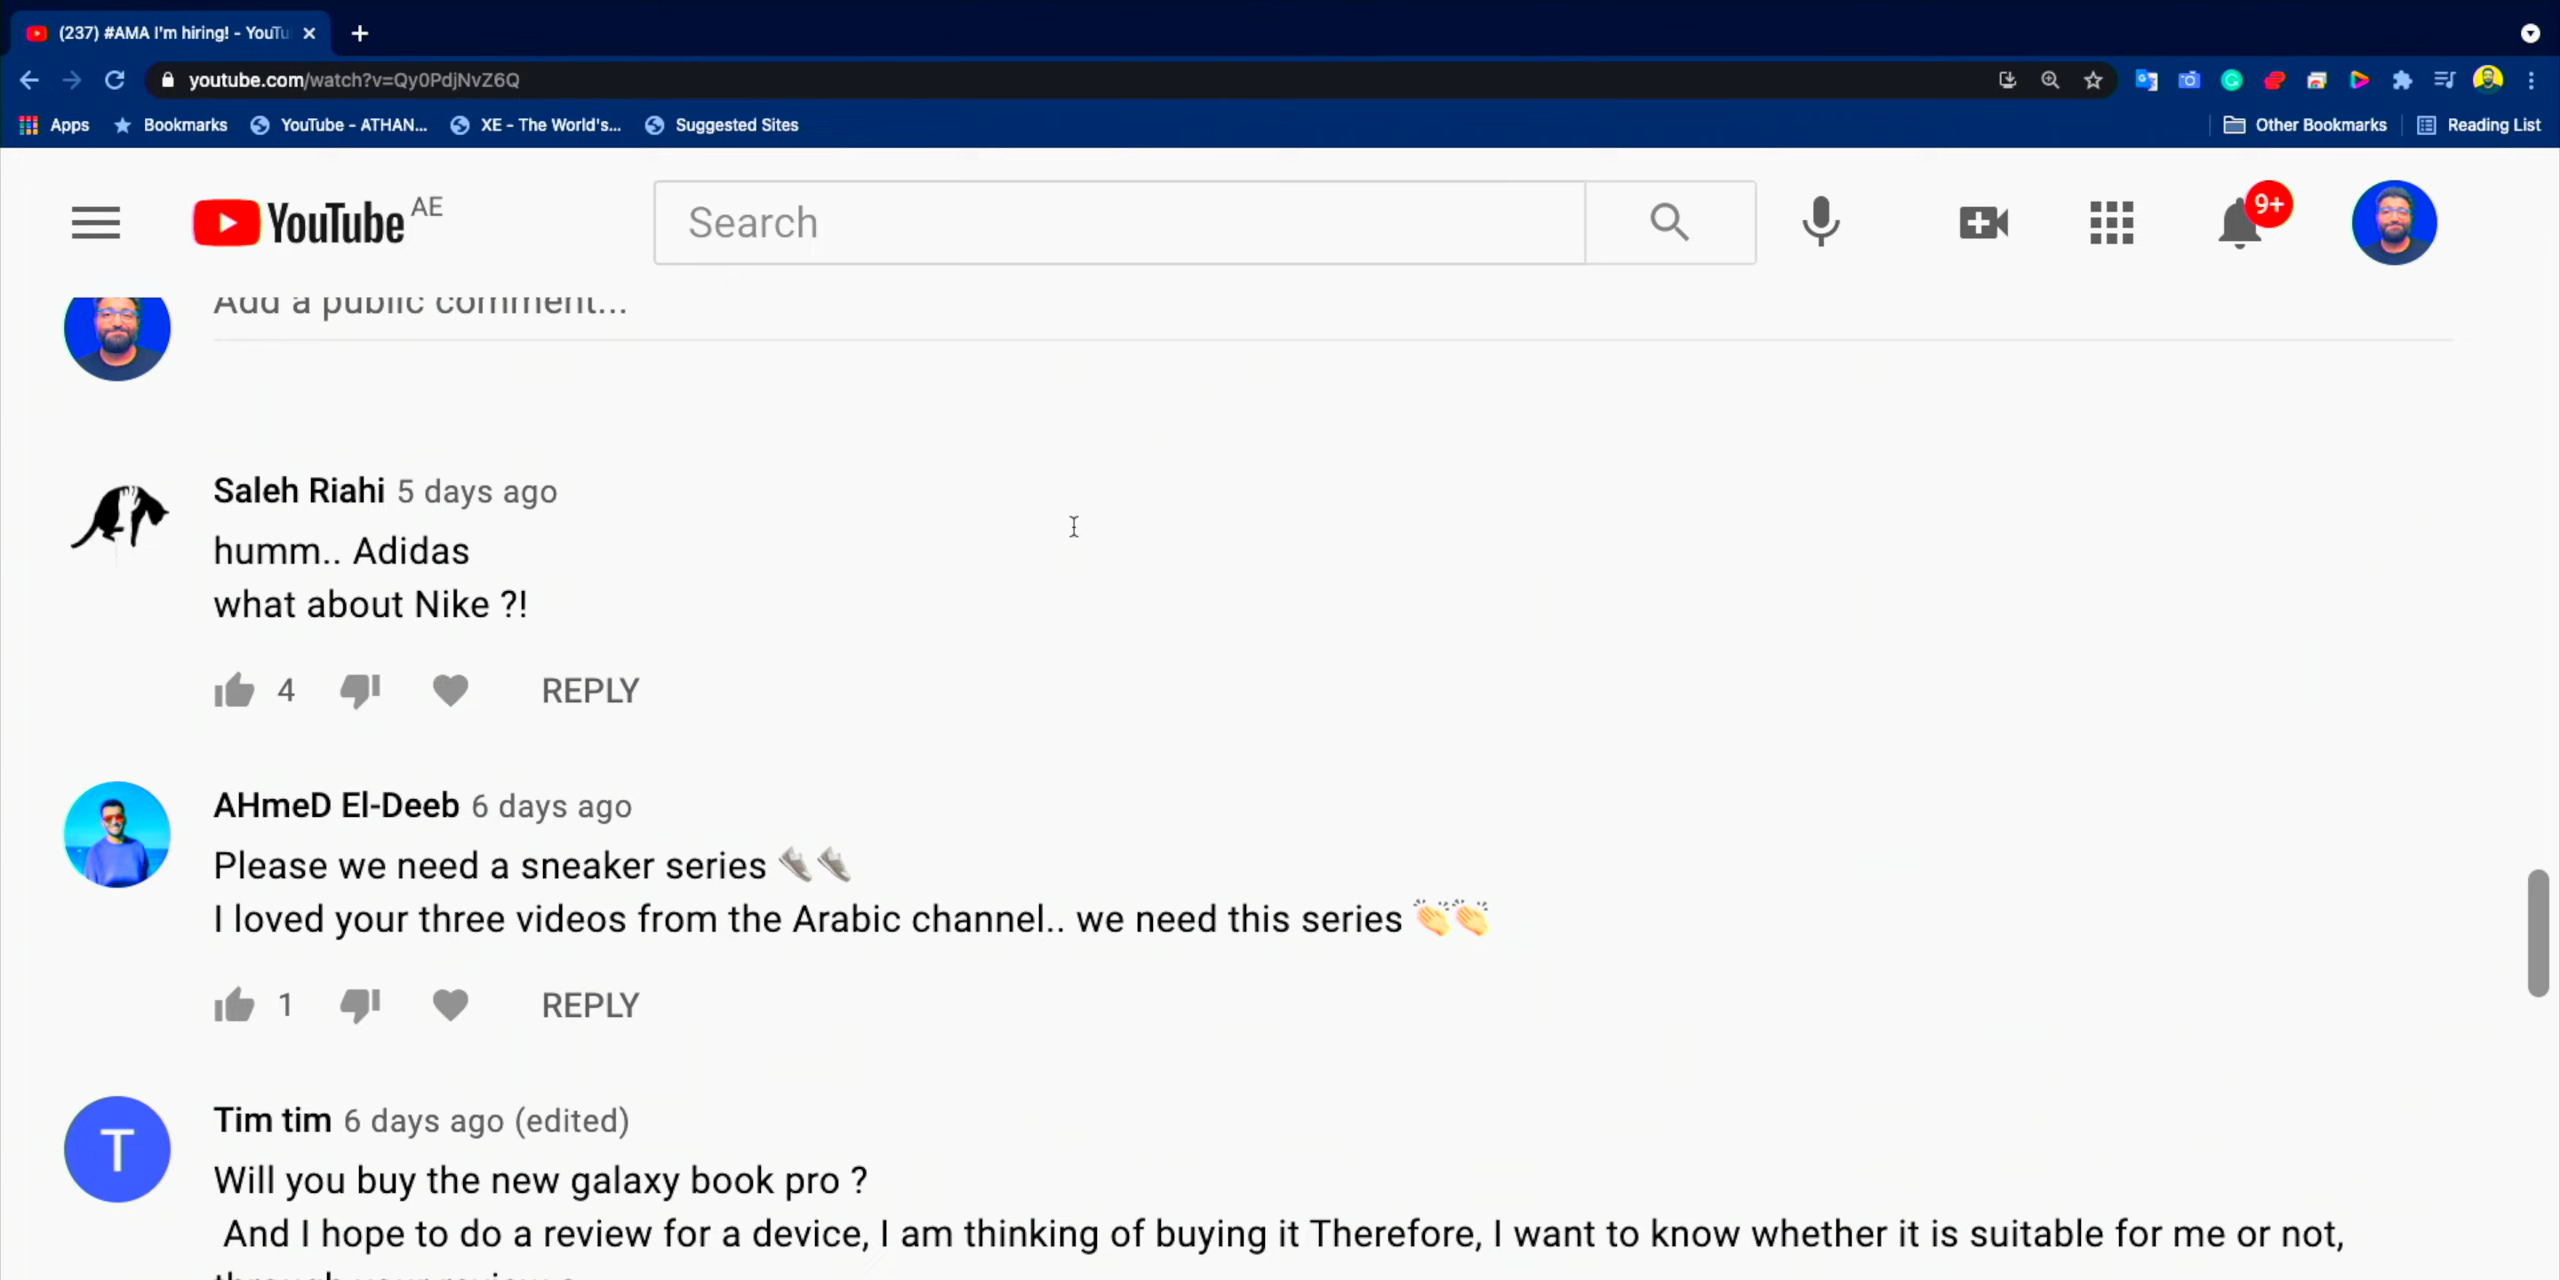 (237) #AMA I'm hiring! - YouTu
youtube.com/watch?v=Qy0PdjNvZ6Q
Apps Bookmarks YouTube - ATHAN... XE - The World's... Suggested Sites Other Bookmarks Reading List
YouTube AE Search 9+
Add a public comment...
Saleh Riahi 5 days ago
humm.. Adidas
what about Nike ?!
4 REPLY
AHmeD El-Deeb 6 days ago
Please we need a sneaker series 👟👟
I loved your three videos from the Arabic channel.. we need this series 👏👏
1 REPLY
T
Tim tim 6 days ago (edited)
Will you buy the new galaxy book pro ?
And I hope to do a review for a device, I am thinking of buying it Therefore, I want to know whether it is suitable for me or not,